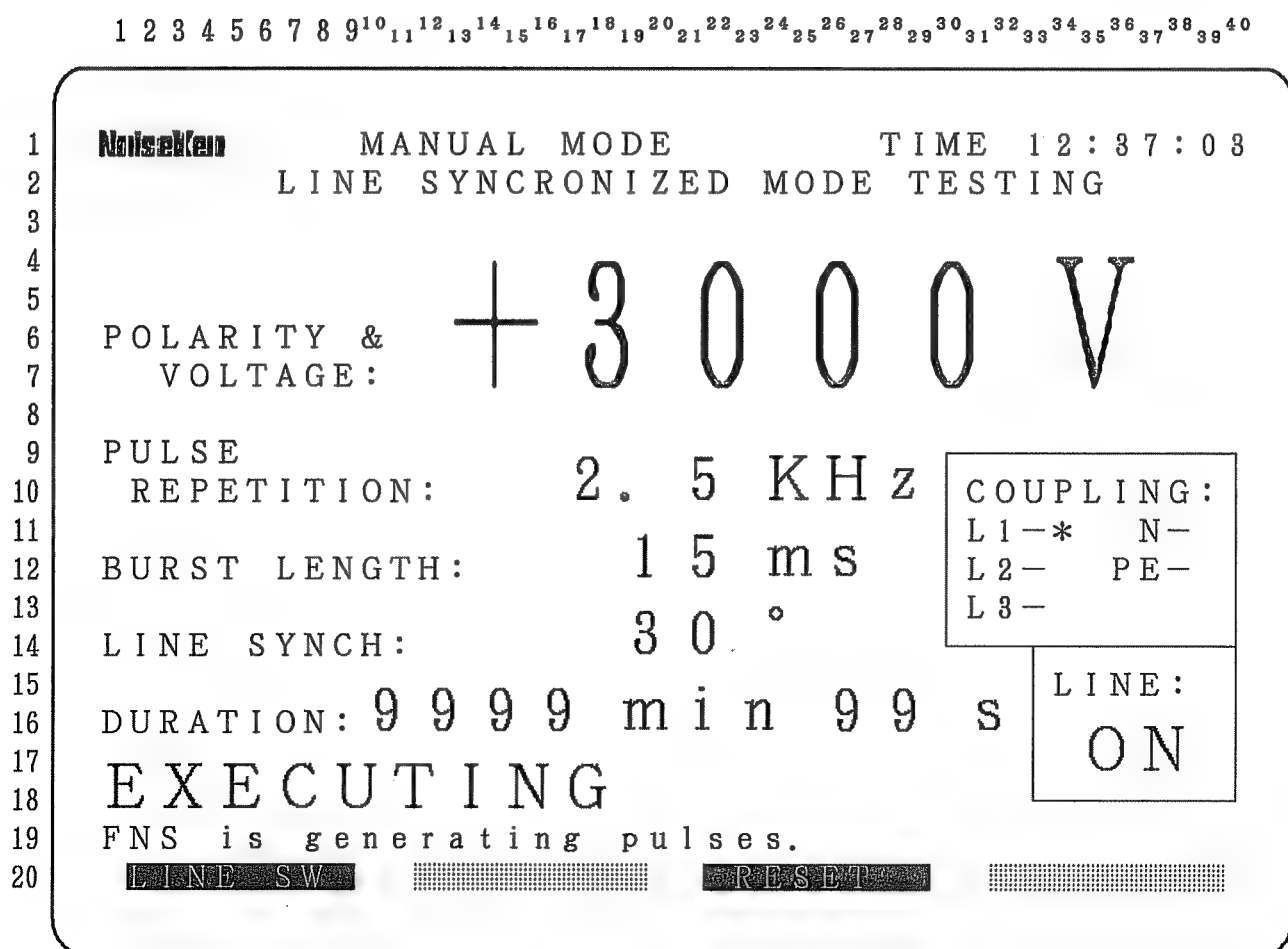 1 2 3 4 5 6 7 8 9 10 11 12 13 14 15 16 17 18 19 20 21 22 23 24 25 26 27 28 29 30 31 32 33 34 35 36 37 38 39 40
1 NoiseKen MANUAL MODE TIME 12:37:03
2 LINE SYNCRONIZED MODE TESTING
3
4
5 +3000V
6 POLARITY &
7 VOLTAGE:
8
9 PULSE
10 REPETITION: 2.5 KHz COUPLING:
11 L1-* N-
12 BURST LENGTH: 15 ms L2- PE-
13 L3-
14 LINE SYNCH: 30°
15 LINE:
16 DURATION: 9999 min 99 s
17 ON
18 EXECUTING
19 FNS is generating pulses.
20 LINE SW RESET